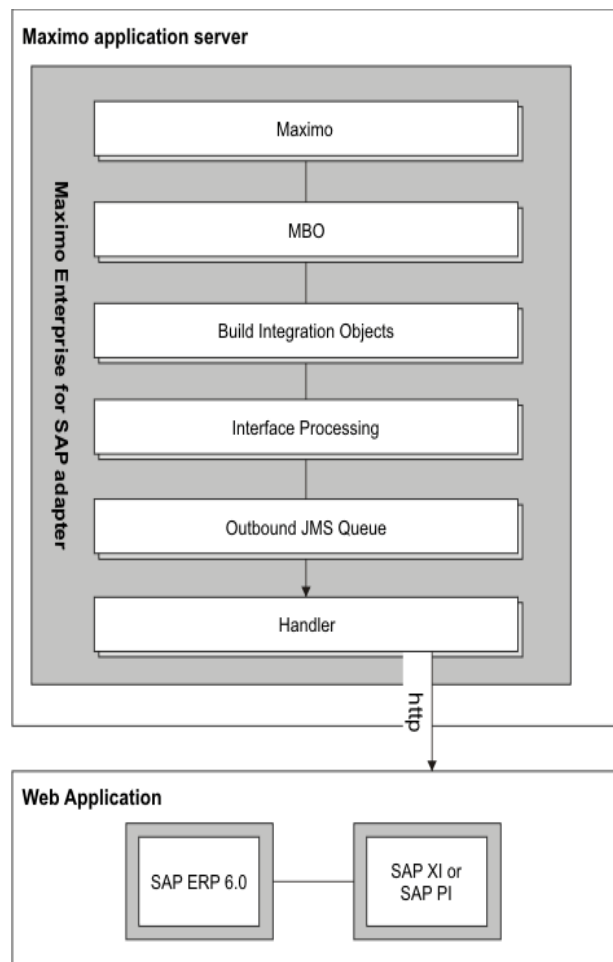 Maximo application server
Maximo Enterprise for SAP adapter
Maximo
MBO
Build Integration Objects
Interface Processing
Outbound JMS Queue
Handler
http
Web Application
SAP ERP 6.0
SAP XI or
SAP PI